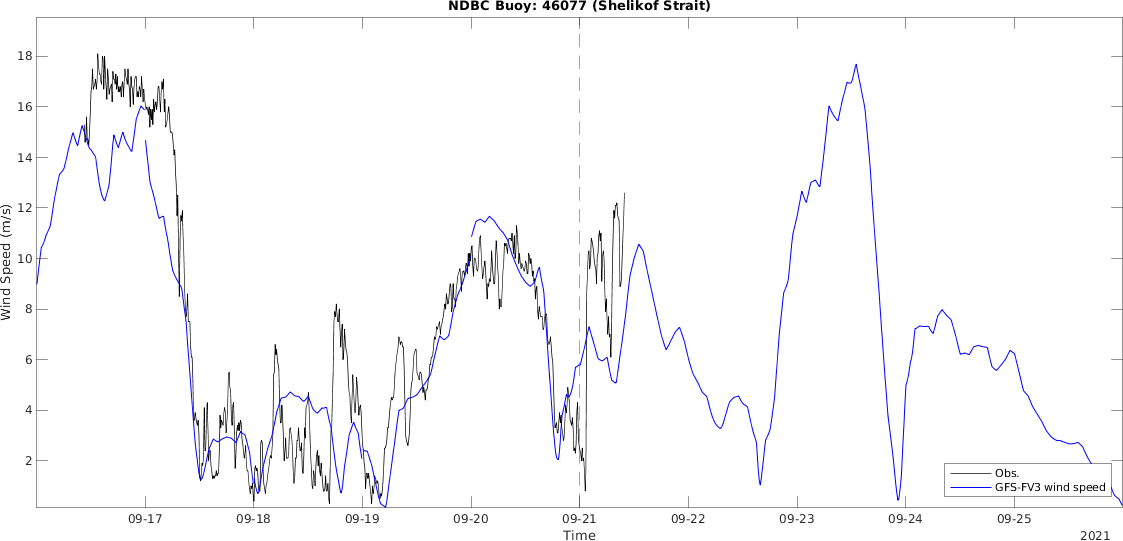 NDBC Buoy: 46077 (Shelikof Strait)
18
16
14
12
10
8
6
4
2
Wind Speed (m/s)
Obs.
GFS-FV3 wind speed
09-17 09-18 09-19 09-20 09-21 09-22 09-23 09-24 09-25
Time
2021